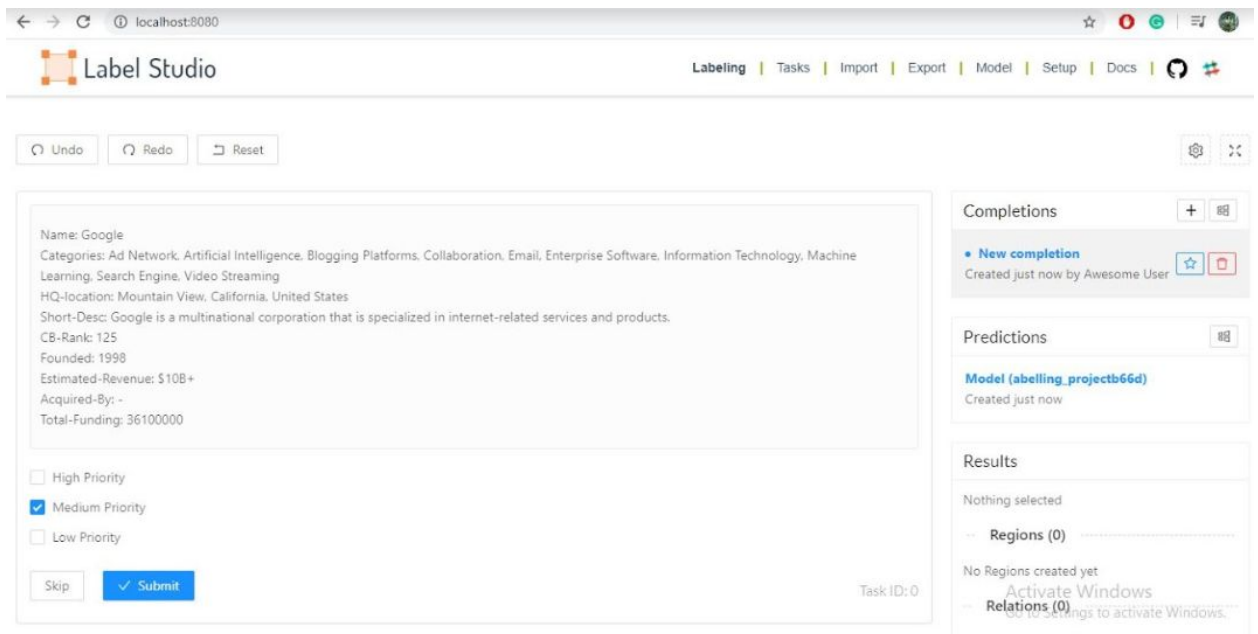 localhost:8080
Label Studio
Labeling | Tasks | Import | Export | Model | Setup | Docs |
Undo
Redo
Reset
Name: Google
Categories: Ad Network, Artificial Intelligence, Blogging Platforms, Collaboration, Email, Enterprise Software, Information Technology, Machine
Learning, Search Engine, Video Streaming
HQ-location: Mountain View, California, United States
Short-Desc: Google is a multinational corporation that is specialized in internet-related services and products.
CB-Rank: 125
Founded: 1998
Estimated-Revenue: $10B+
Acquired-By: -
Total-Funding: 36100000
High Priority
Medium Priority
Low Priority
Skip
Submit
Task ID: 0
Completions
New completion
Created just now by Awesome User
Predictions
Model (abelling_projectb66d)
Created just now
Results
Nothing selected
Regions (0)
No Regions created yet
Activate Windows
Relations (0)
Go to Settings to activate Windows.